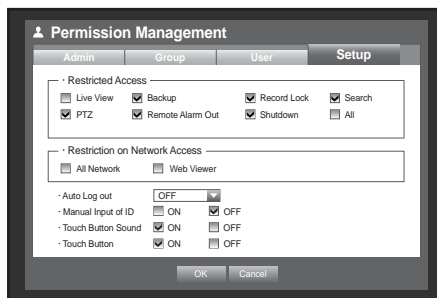 Permission Management
Admin Group User Setup
· Restricted Access
Live View Backup Record Lock Search
PTZ Remote Alarm Out Shutdown All
· Restriction on Network Access
All Network Web Viewer
· Auto Log out OFF
· Manual Input of ID ON OFF
· Touch Button Sound ON OFF
· Touch Button ON OFF
OK Cancel